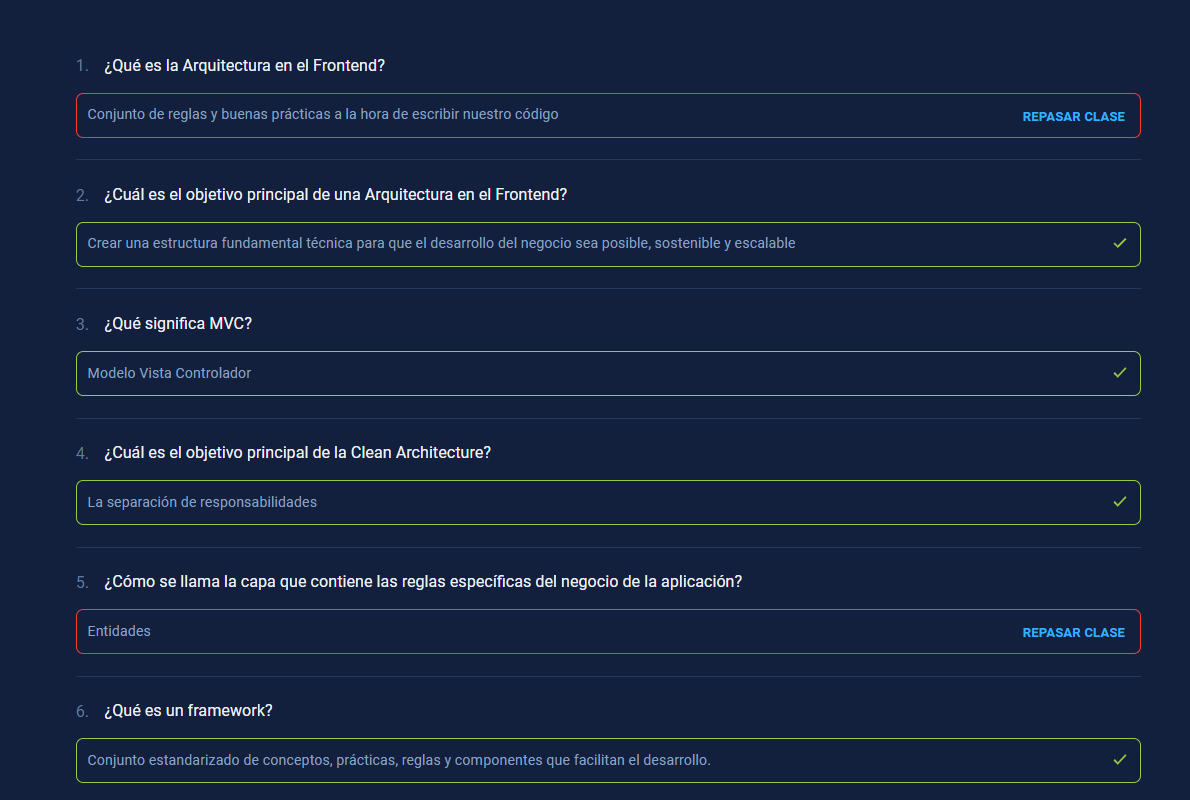 1. ¿Qué es la Arquitectura en el Frontend?
Conjunto de reglas y buenas prácticas a la hora de escribir nuestro código REPASAR CLASE
2. ¿Cuál es el objetivo principal de una Arquitectura en el Frontend?
Crear una estructura fundamental técnica para que el desarrollo del negocio sea posible, sostenible y escalable
3. ¿Qué significa MVC?
Modelo Vista Controlador
4. ¿Cuál es el objetivo principal de la Clean Architecture?
La separación de responsabilidades
5. ¿Cómo se llama la capa que contiene las reglas específicas del negocio de la aplicación?
Entidades REPASAR CLASE
6. ¿Qué es un framework?
Conjunto estandarizado de conceptos, prácticas, reglas y componentes que facilitan el desarrollo.